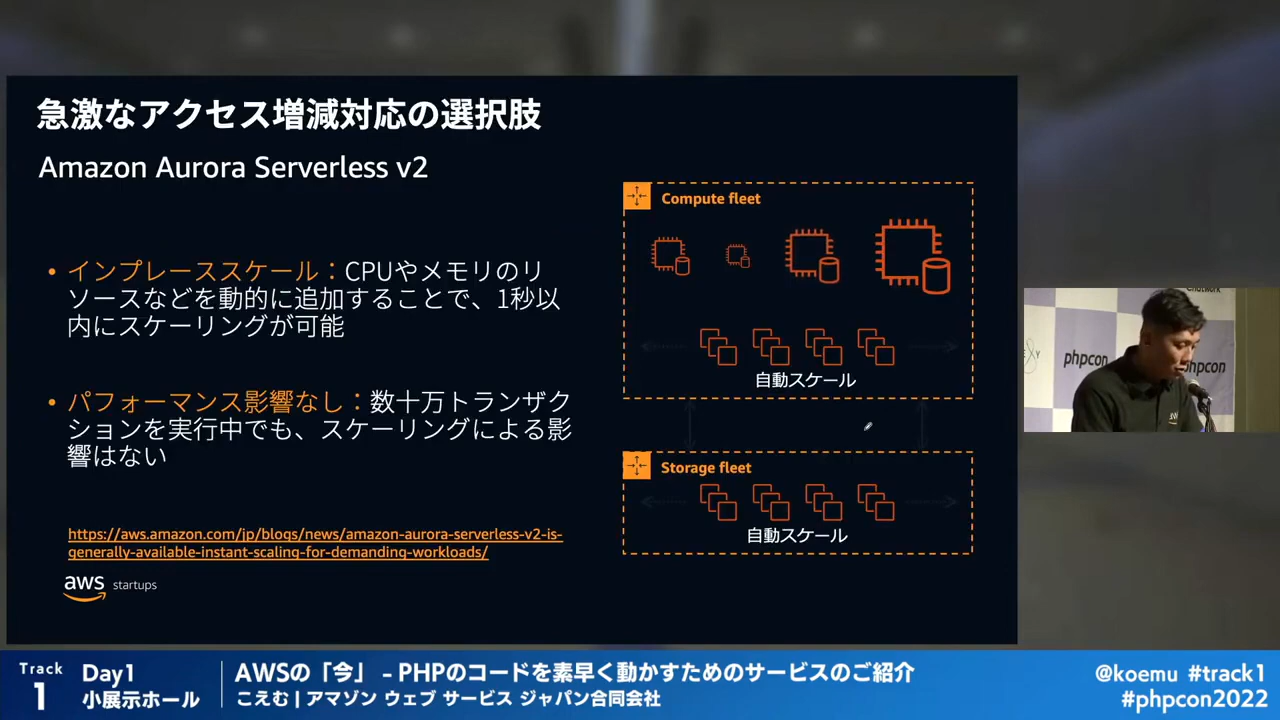 急激なアクセス増減対応の選択肢
Amazon Aurora Serverless v2
• インプレーススケール：CPUやメモリのリ
ソースなどを動的に追加することで、1秒以
内にスケーリングが可能
• パフォーマンス影響なし：数十万トランザク
ションを実行中でも、スケーリングによる影
響はない
https://aws.amazon.com/jp/blogs/news/amazon-aurora-serverless-v2-is-
generally-available-instant-scaling-for-demanding-workloads/
aws startups
Compute fleet
自動スケール
Storage fleet
自動スケール
phpcon
phpcon
Track
1
Day1
小展示ホール
AWSの「今」 – PHPのコードを素早く動かすためのサービスのご紹介
こえむ | アマゾン ウェブ サービス ジャパン合同会社
@koemu #track1
#phpcon2022